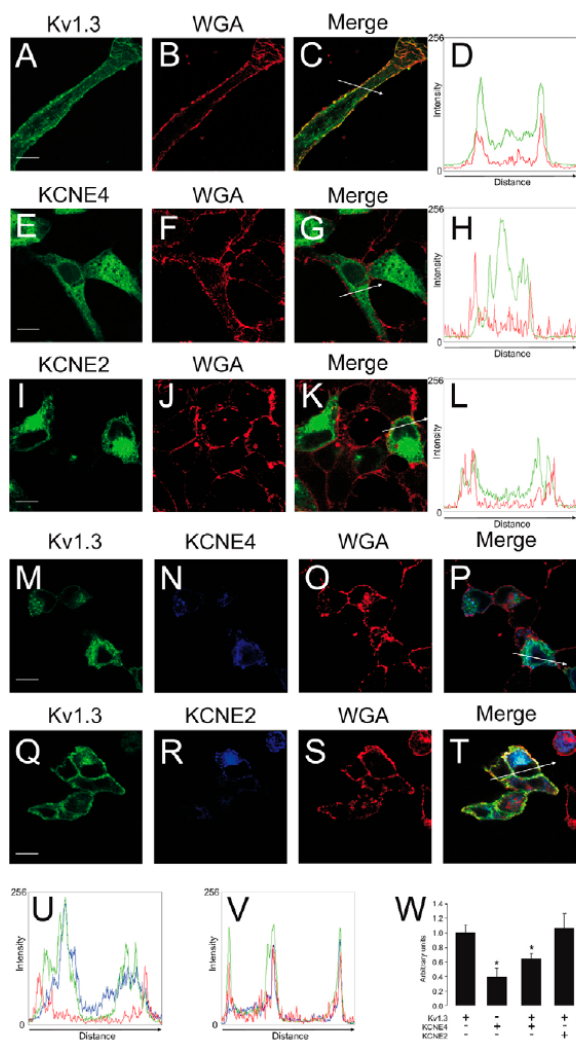 Kv1.3 WGA Merge
A B C D
256
Intensity
0
Distance
KCNE4 WGA Merge
E F G H
256
Intensity
0
Distance
KCNE2 WGA Merge
I J K L
256
Intensity
0
Distance
Kv1.3 KCNE4 WGA Merge
M N O P
Kv1.3 KCNE2 WGA Merge
Q R S T
U V W
256
Intensity
0
Distance
256
Intensity
0
Distance
Arbitrary units
1.4
1.2
1.0
0.8
0.6
0.4
0.2
0.0
* *
Kv1.3 + - + +
KCNE4 - + + -
KCNE2 - - - +